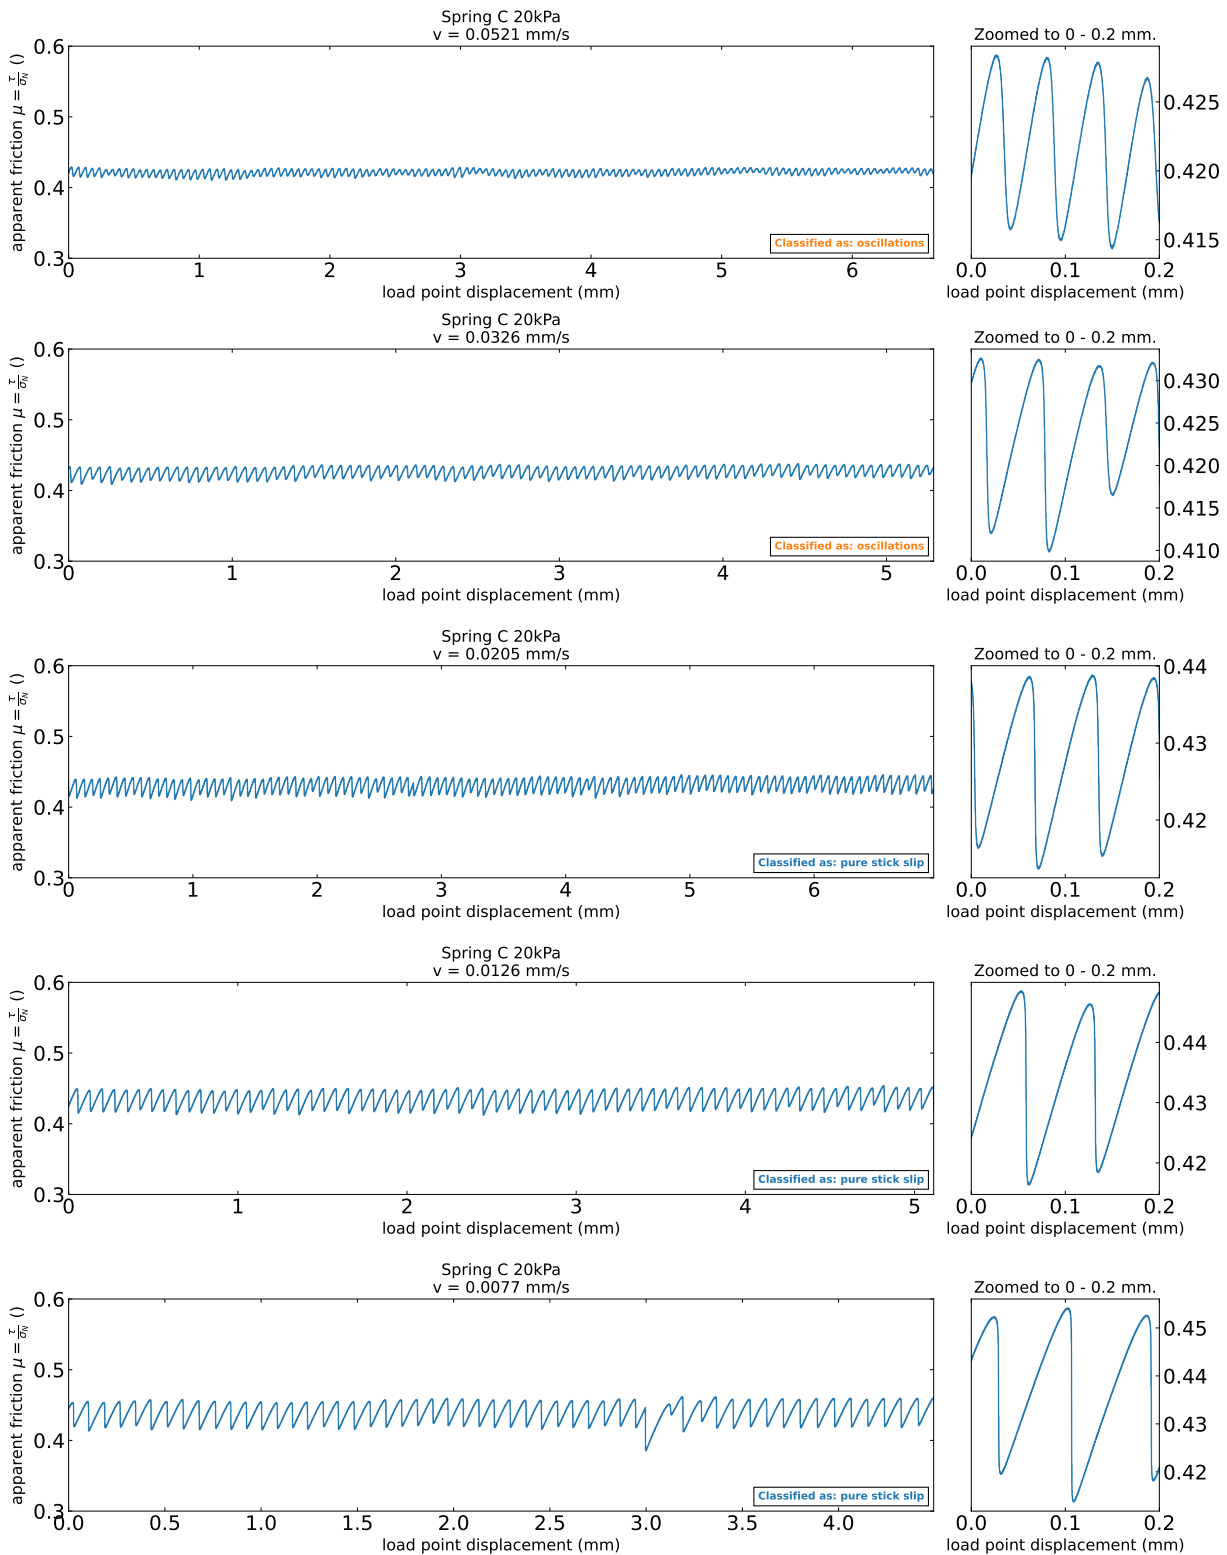 Spring C 20kPa
v = 0.0521 mm/s
Zoomed to 0 - 0.2 mm.
apparent friction μ = τ/σN ()
0.6
0.5
0.4
0.3
0 1 2 3 4 5 6
load point displacement (mm)
Classified as: oscillations
0.425
0.420
0.415
0.0 0.1 0.2
load point displacement (mm)
Spring C 20kPa
v = 0.0326 mm/s
Zoomed to 0 - 0.2 mm.
apparent friction μ = τ/σN ()
0.6
0.5
0.4
0.3
0 1 2 3 4 5
load point displacement (mm)
Classified as: oscillations
0.430
0.425
0.420
0.415
0.410
0.0 0.1 0.2
load point displacement (mm)
Spring C 20kPa
v = 0.0205 mm/s
Zoomed to 0 - 0.2 mm.
apparent friction μ = τ/σN ()
0.6
0.5
0.4
0.3
0 1 2 3 4 5 6
load point displacement (mm)
Classified as: pure stick slip
0.44
0.43
0.42
0.0 0.1 0.2
load point displacement (mm)
Spring C 20kPa
v = 0.0126 mm/s
Zoomed to 0 - 0.2 mm.
apparent friction μ = τ/σN ()
0.6
0.5
0.4
0.3
0 1 2 3 4 5
load point displacement (mm)
Classified as: pure stick slip
0.44
0.43
0.42
0.0 0.1 0.2
load point displacement (mm)
Spring C 20kPa
v = 0.0077 mm/s
Zoomed to 0 - 0.2 mm.
apparent friction μ = τ/σN ()
0.6
0.5
0.4
0.3
0.0 0.5 1.0 1.5 2.0 2.5 3.0 3.5 4.0
load point displacement (mm)
Classified as: pure stick slip
0.45
0.44
0.43
0.42
0.0 0.1 0.2
load point displacement (mm)